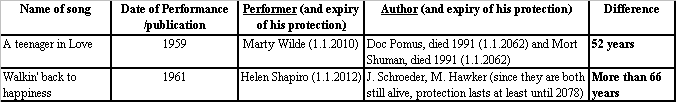 Name of song Date of Performance /publication Performer (and expiry of his protection) Author (and expiry of his protection) Difference
A teenager in Love 1959 Marty Wilde (1.1.2010) Doc Pomus, died 1991 (1.1.2062) and Mort Shuman, died 1991 (1.1.2062) 52 years
Walkin' back to happiness 1961 Helen Shapiro (1.1.2012) J. Schroeder, M. Hawker (since they are both still alive, protection lasts at least until 2078) More than 66 years